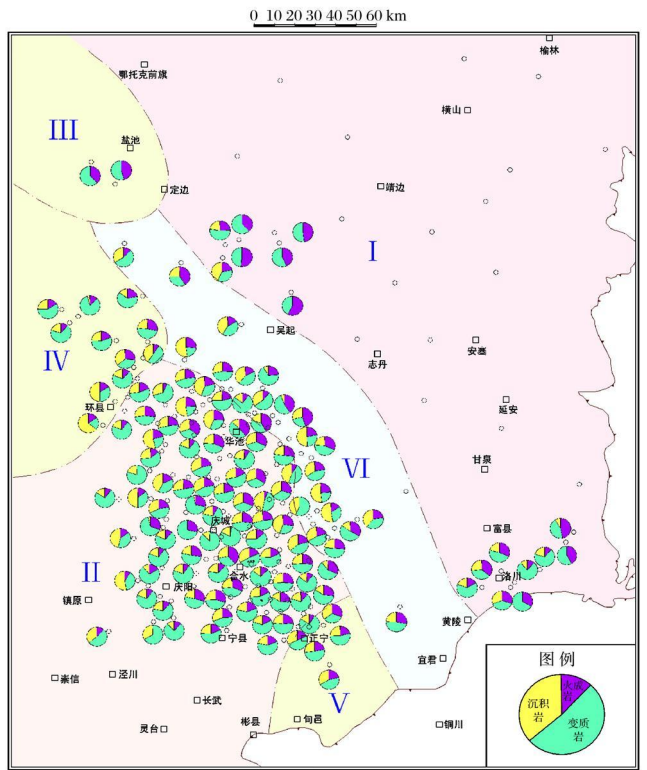 0 10 20 30 40 50 60 km
榆林
鄂托克前旗
横山
III
盐池
定边
靖边
I
吴起
安塞
志丹
IV
延安
环县
华池
甘泉
VI
庆城
富县
合水
洛川
II
庆阳
镇原
黄陵
宁县
正宁
宜君
崇信
泾川
图 例
长武
V
旬邑
灵台
彬县
铜川
火成
岩
沉积
岩
变质
岩